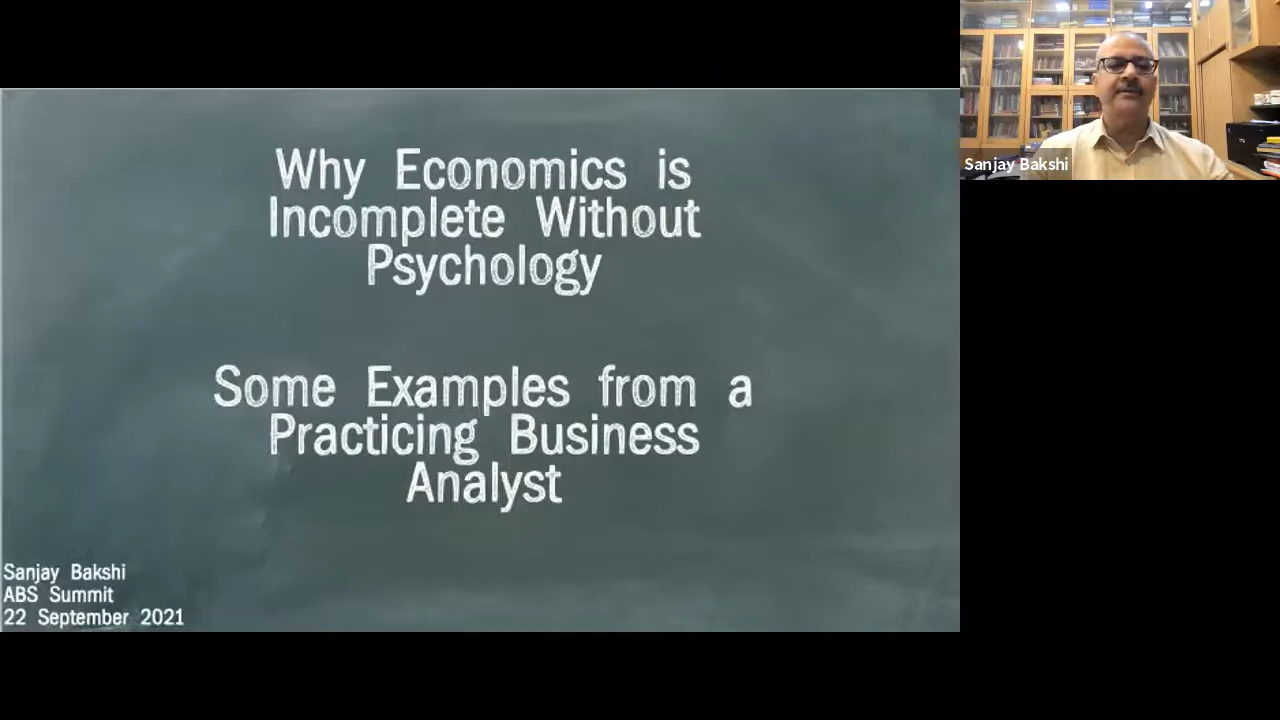 Why Economics is
Incomplete Without
Psychology
Some Examples from a
Practicing Business
Analyst
Sanjay Bakshi
ABS Summit
22 September 2021
Sanjay Bakshi